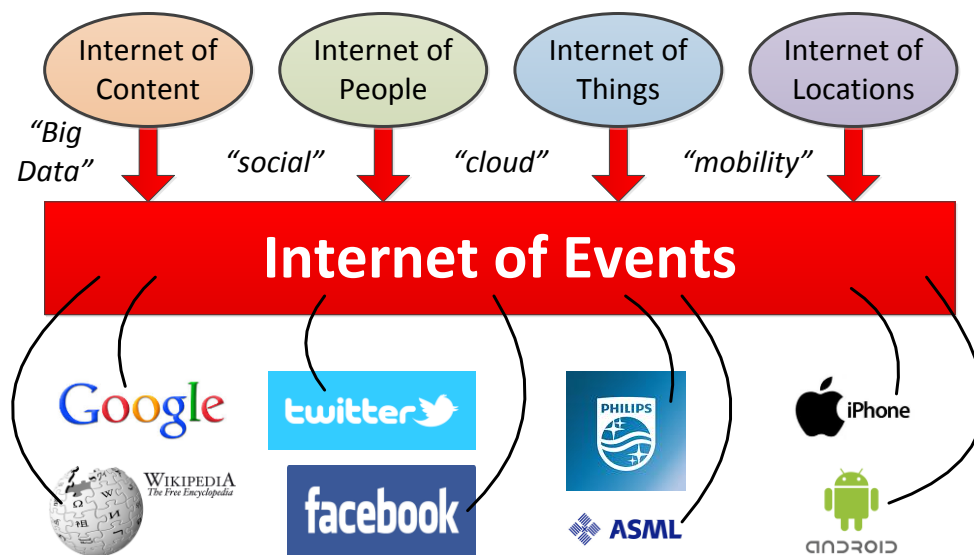 Internet of
Content
Internet of
People
Internet of
Things
Internet of
Locations
“Big
Data”
“social”
“cloud”
“mobility”
Internet of Events
Google
twitter
PHILIPS
iPhone
WIKIPEDIA
The Free Encyclopedia
facebook
ASML
ANDROID